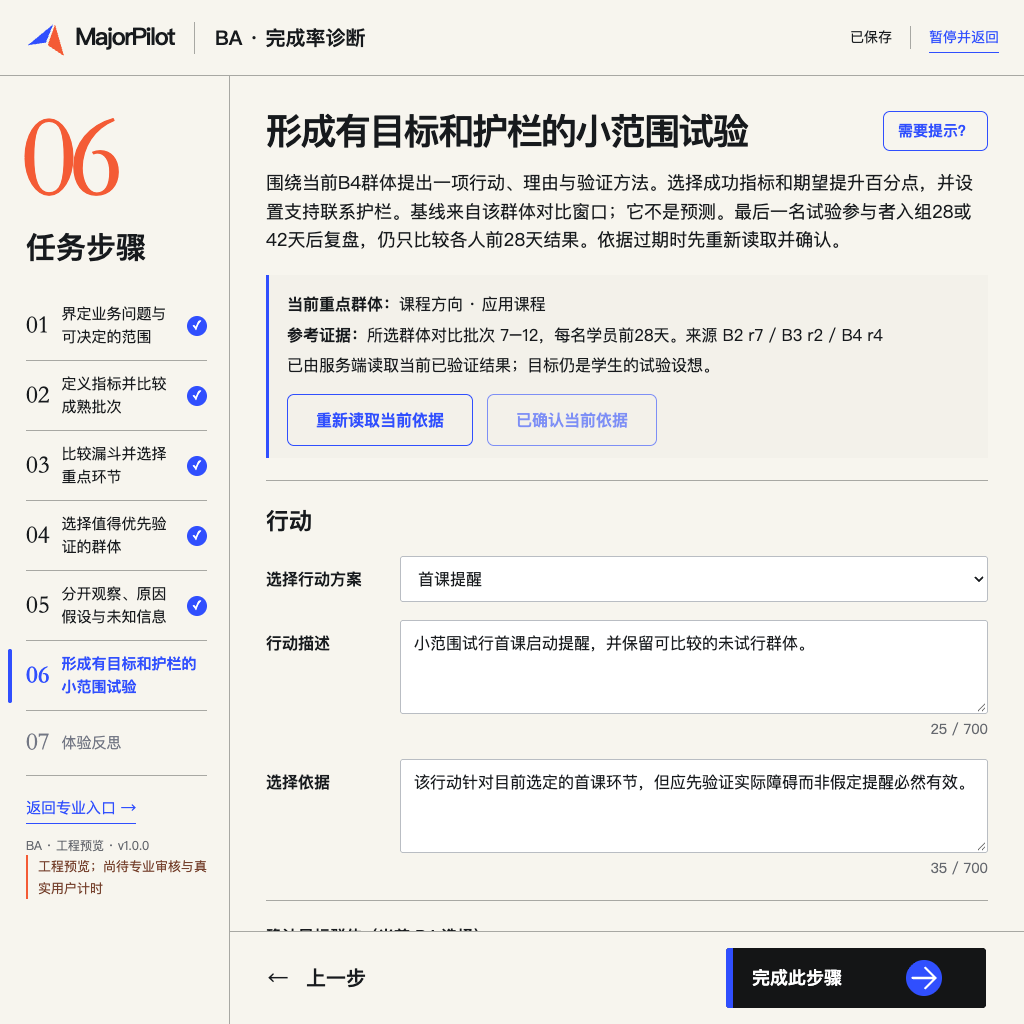 MajorPilot
BA · 完成率诊断
已保存
暂停并返回
06
任务步骤
01 界定业务问题与
可决定的范围
02 定义指标并比较
成熟批次
03 比较漏斗并选择
重点环节
04 选择值得优先验
证的群体
05 分开观察、原因
假设与未知信息
06 形成有目标和护栏的
小范围试验
07 体验反思
返回专业入口 →
BA · 工程预览 · v1.0.0
工程预览；尚待专业审核与真
实用户计时
形成有目标和护栏的小范围试验
需要提示?
围绕当前B4群体提出一项行动、理由与验证方法。选择成功指标和期望提升百分点，并设
置支持联系护栏。基线来自该群体对比窗口；它不是预测。最后一名试验参与者入组28或
42天后复盘，仍只比较各人前28天结果。依据过期时先重新读取并确认。
当前重点群体：课程方向 · 应用课程
参考证据：所选群体对比批次 7—12，每名学员前28天。来源 B2 r7 / B3 r2 / B4 r4
已由服务端读取当前已验证结果；目标仍是学生的试验设想。
重新读取当前依据
已确认当前依据
行动
选择行动方案
首课提醒
行动描述
小范围试行首课启动提醒，并保留可比较的未试行群体。
25 / 700
选择依据
该行动针对目前选定的首课环节，但应先验证实际障碍而非假定提醒必然有效。
35 / 700
← 上一步
完成此步骤